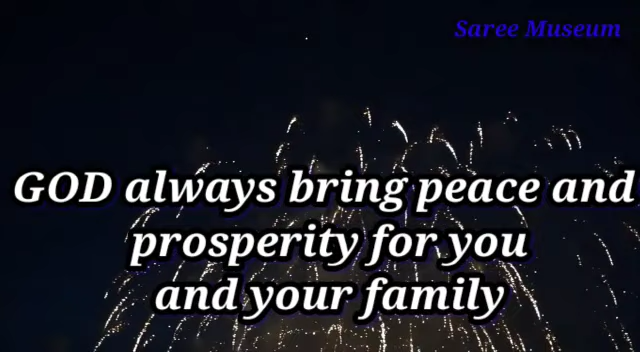 Saree Museum
GOD always bring peace and
prosperity for you
and your family